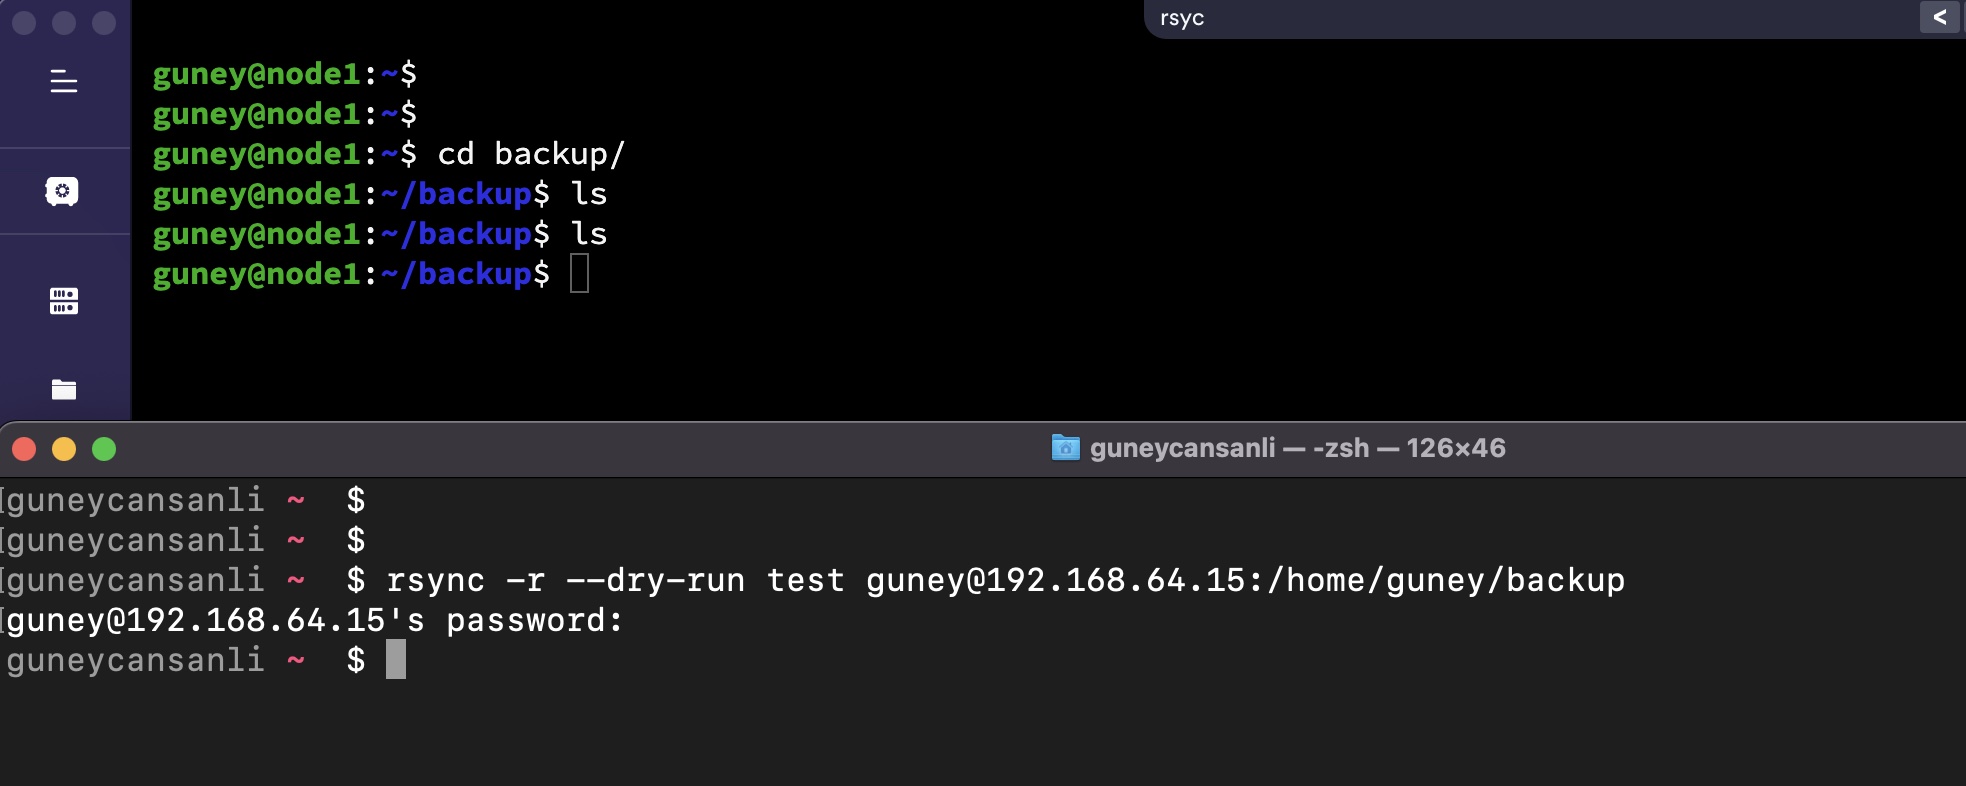 rsyc
<
guney@node1:~$
guney@node1:~$
guney@node1:~$ cd backup/
guney@node1:~/backup$ ls
guney@node1:~/backup$ ls
guney@node1:~/backup$
guneycansanli — -zsh — 126×46
guneycansanli ~ $
guneycansanli ~ $
guneycansanli ~ $ rsync -r --dry-run test guney@192.168.64.15:/home/guney/backup
guney@192.168.64.15's password:
guneycansanli ~ $